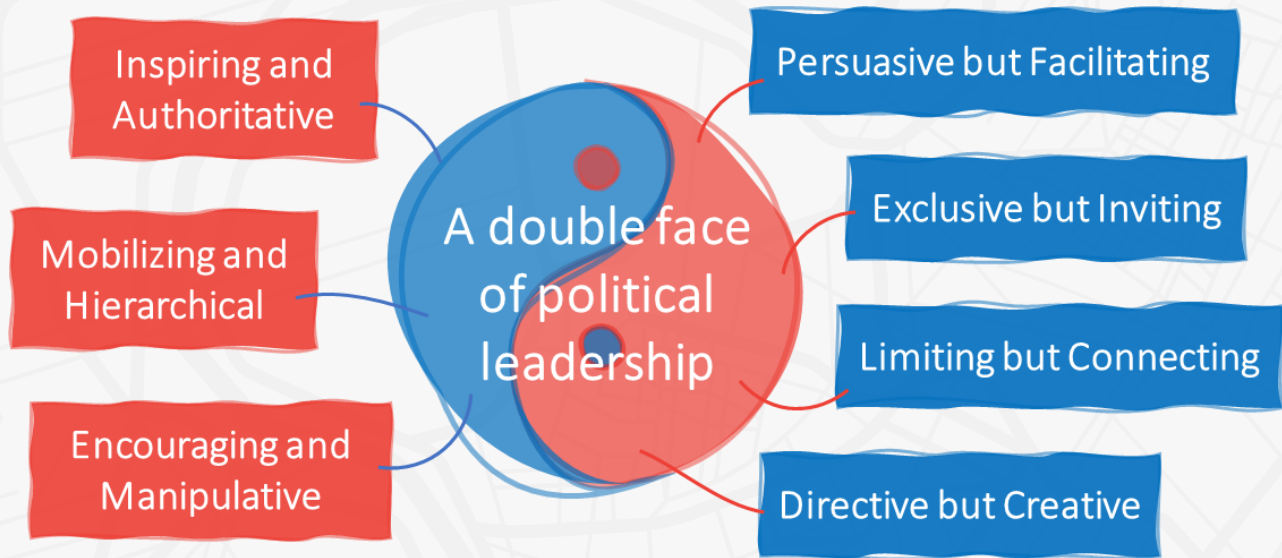 Inspiring and
Authoritative
Mobilizing and
Hierarchical
Encouraging and
Manipulative
A double face
of political
leadership
Persuasive but Facilitating
Exclusive but Inviting
Limiting but Connecting
Directive but Creative